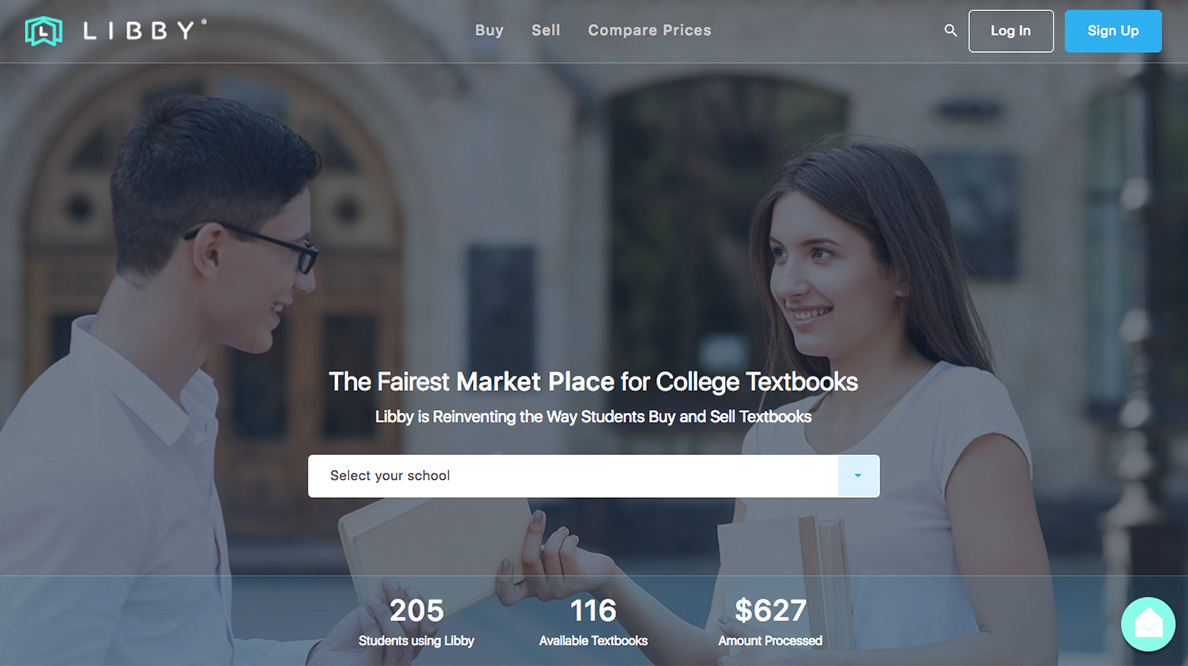 LIBBY®
Buy Sell Compare Prices
Log In
Sign Up
The Fairest Market Place for College Textbooks
Libby is Reinventing the Way Students Buy and Sell Textbooks
Select your school
205 116 $627
Students using Libby Available Textbooks Amount Processed